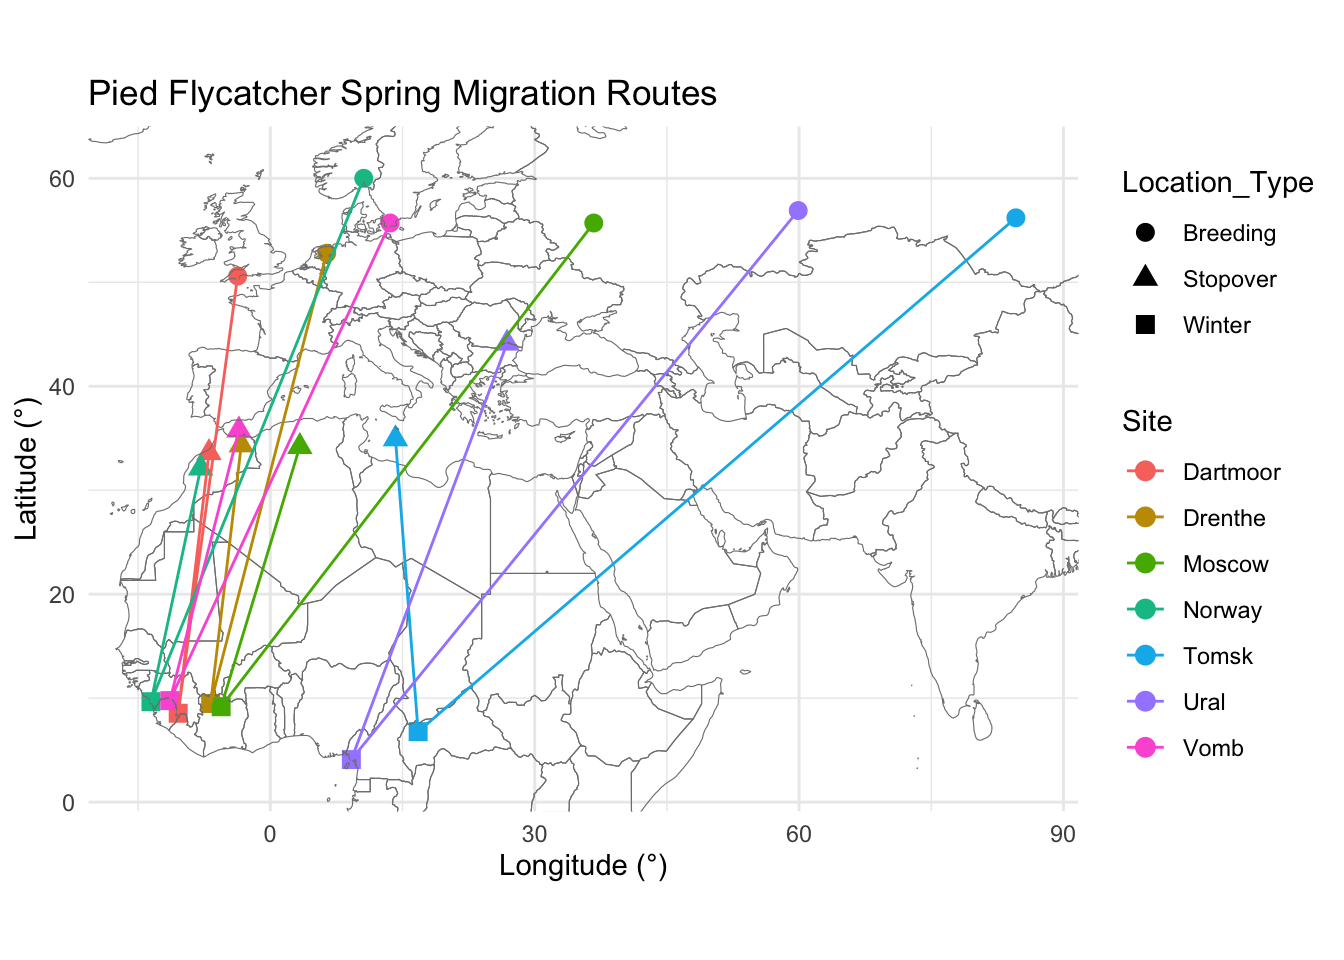 Pied Flycatcher Spring Migration Routes
60
40
20
0
Latitude (°)
0
30
60
90
Longitude (°)
Location_Type
Breeding
Stopover
Winter
Site
Dartmoor
Drenthe
Moscow
Norway
Tomsk
Ural
Vomb